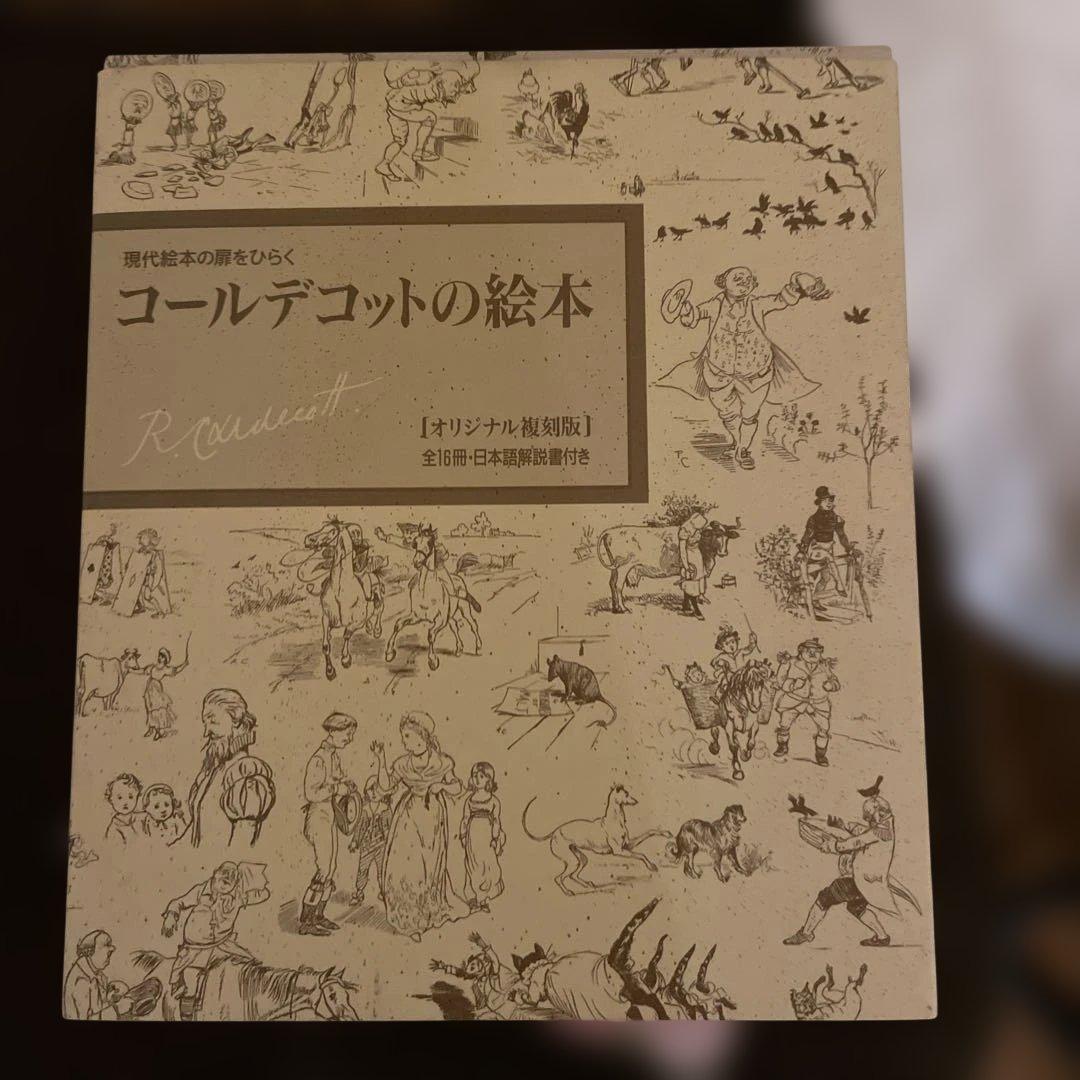 現代絵本の扉をひらく
コールデコットの絵本
R. Caldecott.
[オリジナル複刻版]
全16冊・日本語解説書付き